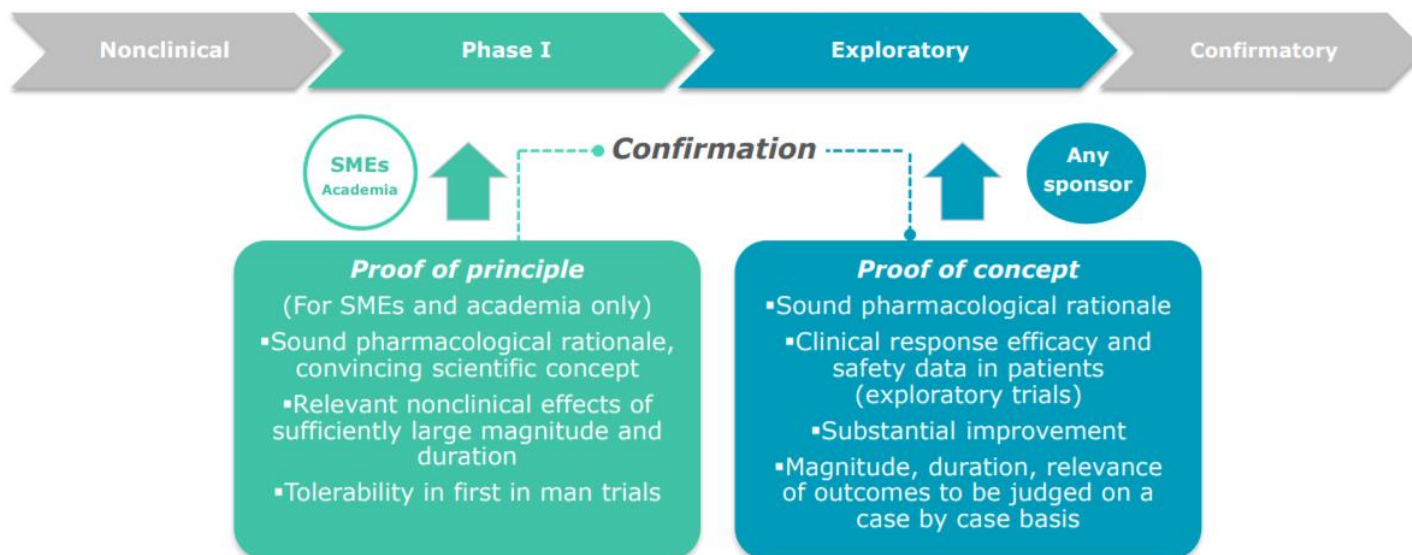 Nonclinical
Phase I
Exploratory
Confirmatory
SMEs
Academia
Confirmation
Any
sponsor
Proof of principle
(For SMEs and academia only)
▪Sound pharmacological rationale,
convincing scientific concept
▪Relevant nonclinical effects of
sufficiently large magnitude and
duration
▪Tolerability in first in man trials
Proof of concept
▪Sound pharmacological rationale
▪Clinical response efficacy and
safety data in patients
(exploratory trials)
▪Substantial improvement
▪Magnitude, duration, relevance
of outcomes to be judged on a
case by case basis